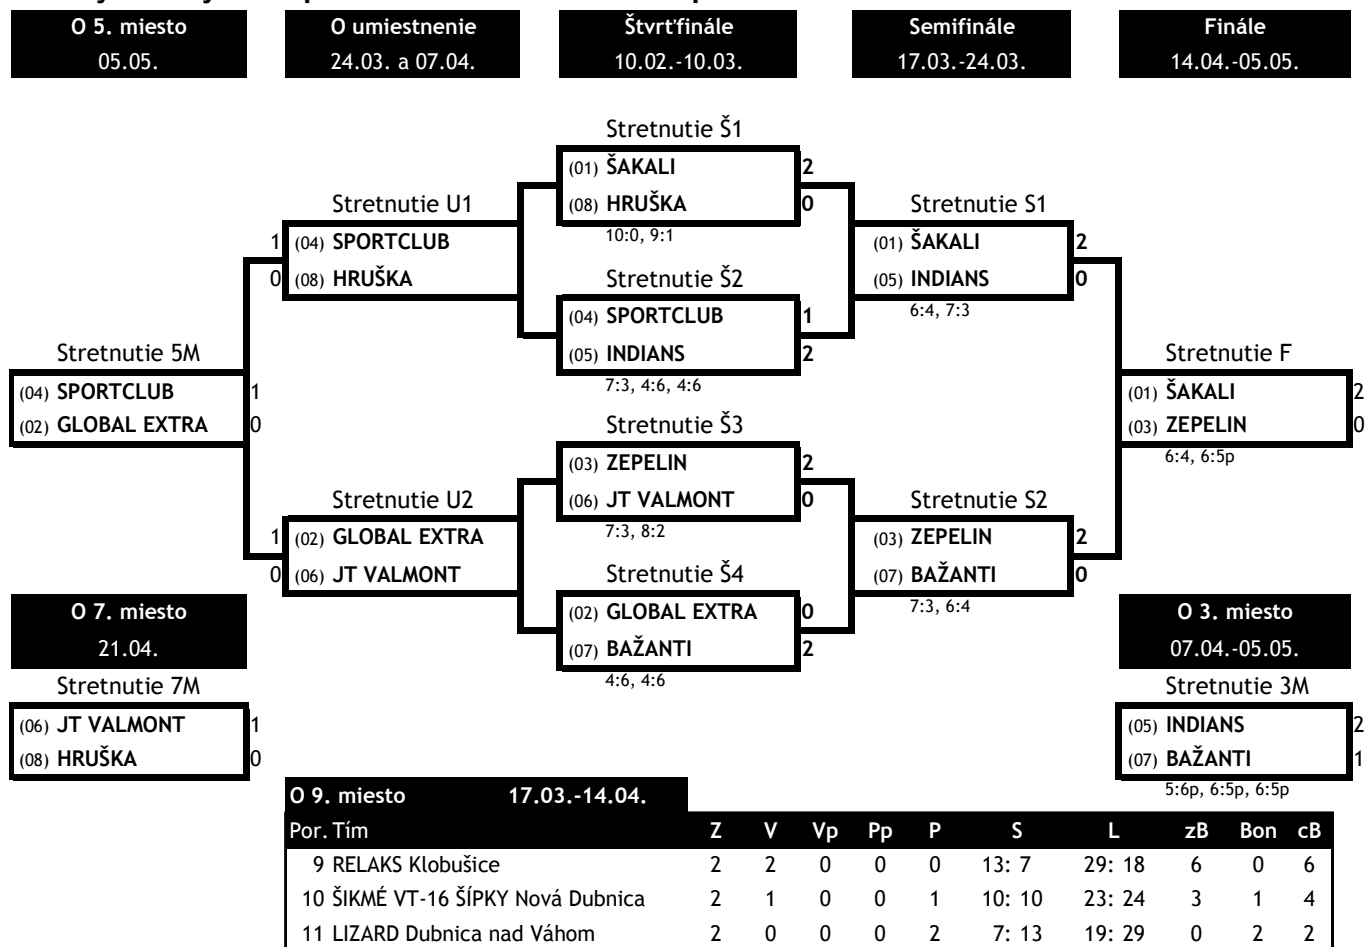 O 5. miesto
05.05.
O umiestnenie
24.03. a 07.04.
Štvrťfinále
10.02.-10.03.
Semifinále
17.03.-24.03.
Finále
14.04.-05.05.
Stretnutie Š1
(01) ŠAKALI 2
(08) HRUŠKA 0
10:0, 9:1
Stretnutie U1
1 (04) SPORTCLUB
0 (08) HRUŠKA
Stretnutie S1
(01) ŠAKALI 2
(05) INDIANS 0
6:4, 7:3
Stretnutie Š2
(04) SPORTCLUB 1
(05) INDIANS 2
7:3, 4:6, 4:6
Stretnutie 5M
(04) SPORTCLUB 1
(02) GLOBAL EXTRA 0
Stretnutie F
(01) ŠAKALI 2
(03) ZEPELIN 0
6:4, 6:5p
Stretnutie Š3
(03) ZEPELIN 2
(06) JT VALMONT 0
7:3, 8:2
Stretnutie U2
1 (02) GLOBAL EXTRA
0 (06) JT VALMONT
Stretnutie S2
(03) ZEPELIN 2
(07) BAŽANTI 0
7:3, 6:4
Stretnutie Š4
(02) GLOBAL EXTRA 0
(07) BAŽANTI 2
4:6, 4:6
O 7. miesto
21.04.
Stretnutie 7M
(06) JT VALMONT 1
(08) HRUŠKA 0
O 3. miesto
07.04.-05.05.
Stretnutie 3M
(05) INDIANS 2
(07) BAŽANTI 1
5:6p, 6:5p, 6:5p
O 9. miesto 17.03.-14.04.
Por. Tím Z V Vp Pp P S L zB Bon cB
9 RELAKS Klobušice 2 2 0 0 0 13: 7 29: 18 6 0 6
10 ŠIKMÉ VT-16 ŠÍPKY Nová Dubnica 2 1 0 0 1 10: 10 23: 24 3 1 4
11 LIZARD Dubnica nad Váhom 2 0 0 0 2 7: 13 19: 29 0 2 2